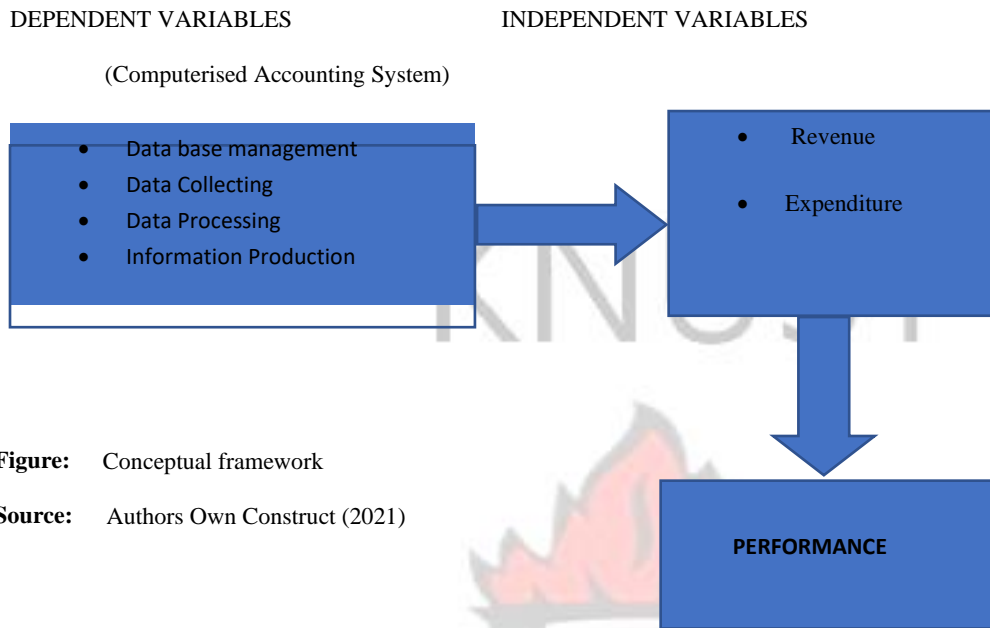 DEPENDENT VARIABLES INDEPENDENT VARIABLES
(Computerised Accounting System)
• Data base management
• Data Collecting
• Data Processing
• Information Production
• Revenue
• Expenditure
KNUST
Figure: Conceptual framework
Source: Authors Own Construct (2021)
PERFORMANCE